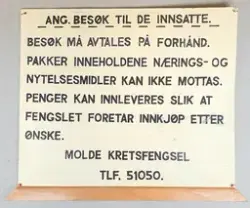 ANG. BESØK TIL DE INNSATTE.
BESØK MÅ AVTALES PÅ FORHÅND.
PAKKER INNEHOLDENE NÆRINGS- OG
NYTELSESMIDLER KAN IKKE MOTTAS.
PENGER KAN INNLEVERES SLIK AT
FENGSLET FORETAR INNKJØP ETTER
ØNSKE.
MOLDE KRETSFENGSEL
TLF. 51050.